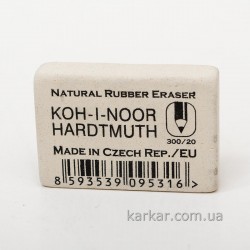 NATURAL RUBBER ERASER
KOH-I-NOOR
HARDTMUTH
300/20
MADE IN CZECH REP./EU
8 593539 095316 >
karkar.com.ua